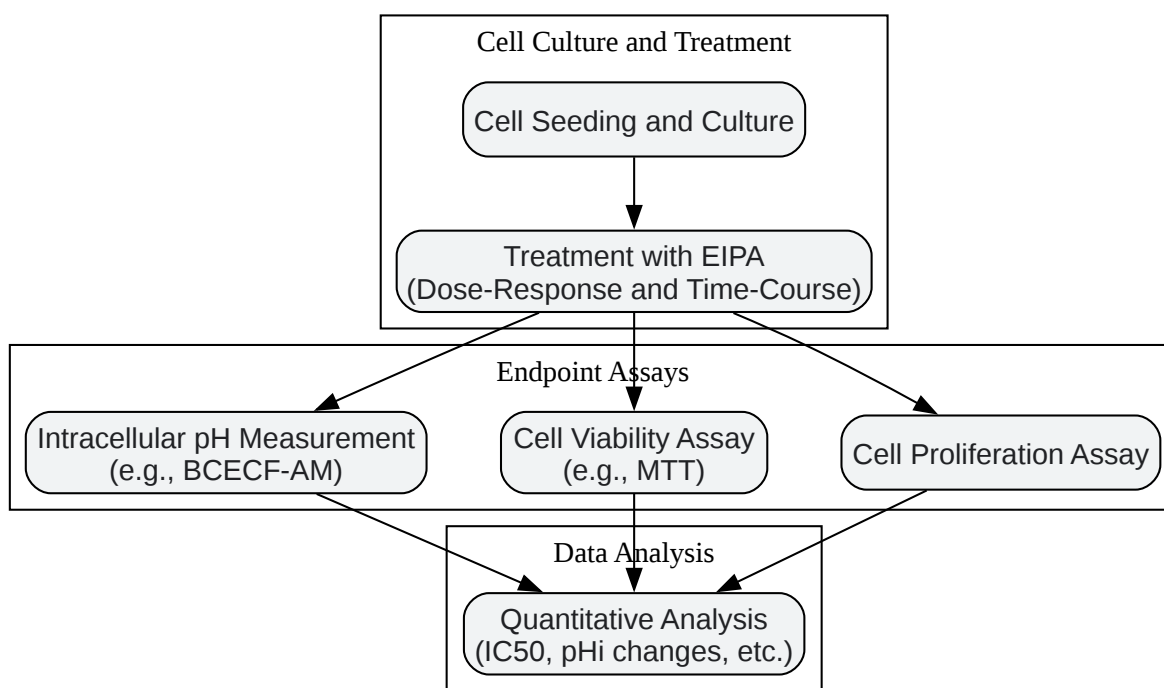 Cell Culture and Treatment
Cell Seeding and Culture
Treatment with EIPA
(Dose-Response and Time-Course)
Endpoint Assays
Intracellular pH Measurement
(e.g., BCECF-AM)
Cell Viability Assay
(e.g., MTT)
Cell Proliferation Assay
Data Analysis
Quantitative Analysis
(IC50, pHi changes, etc.)